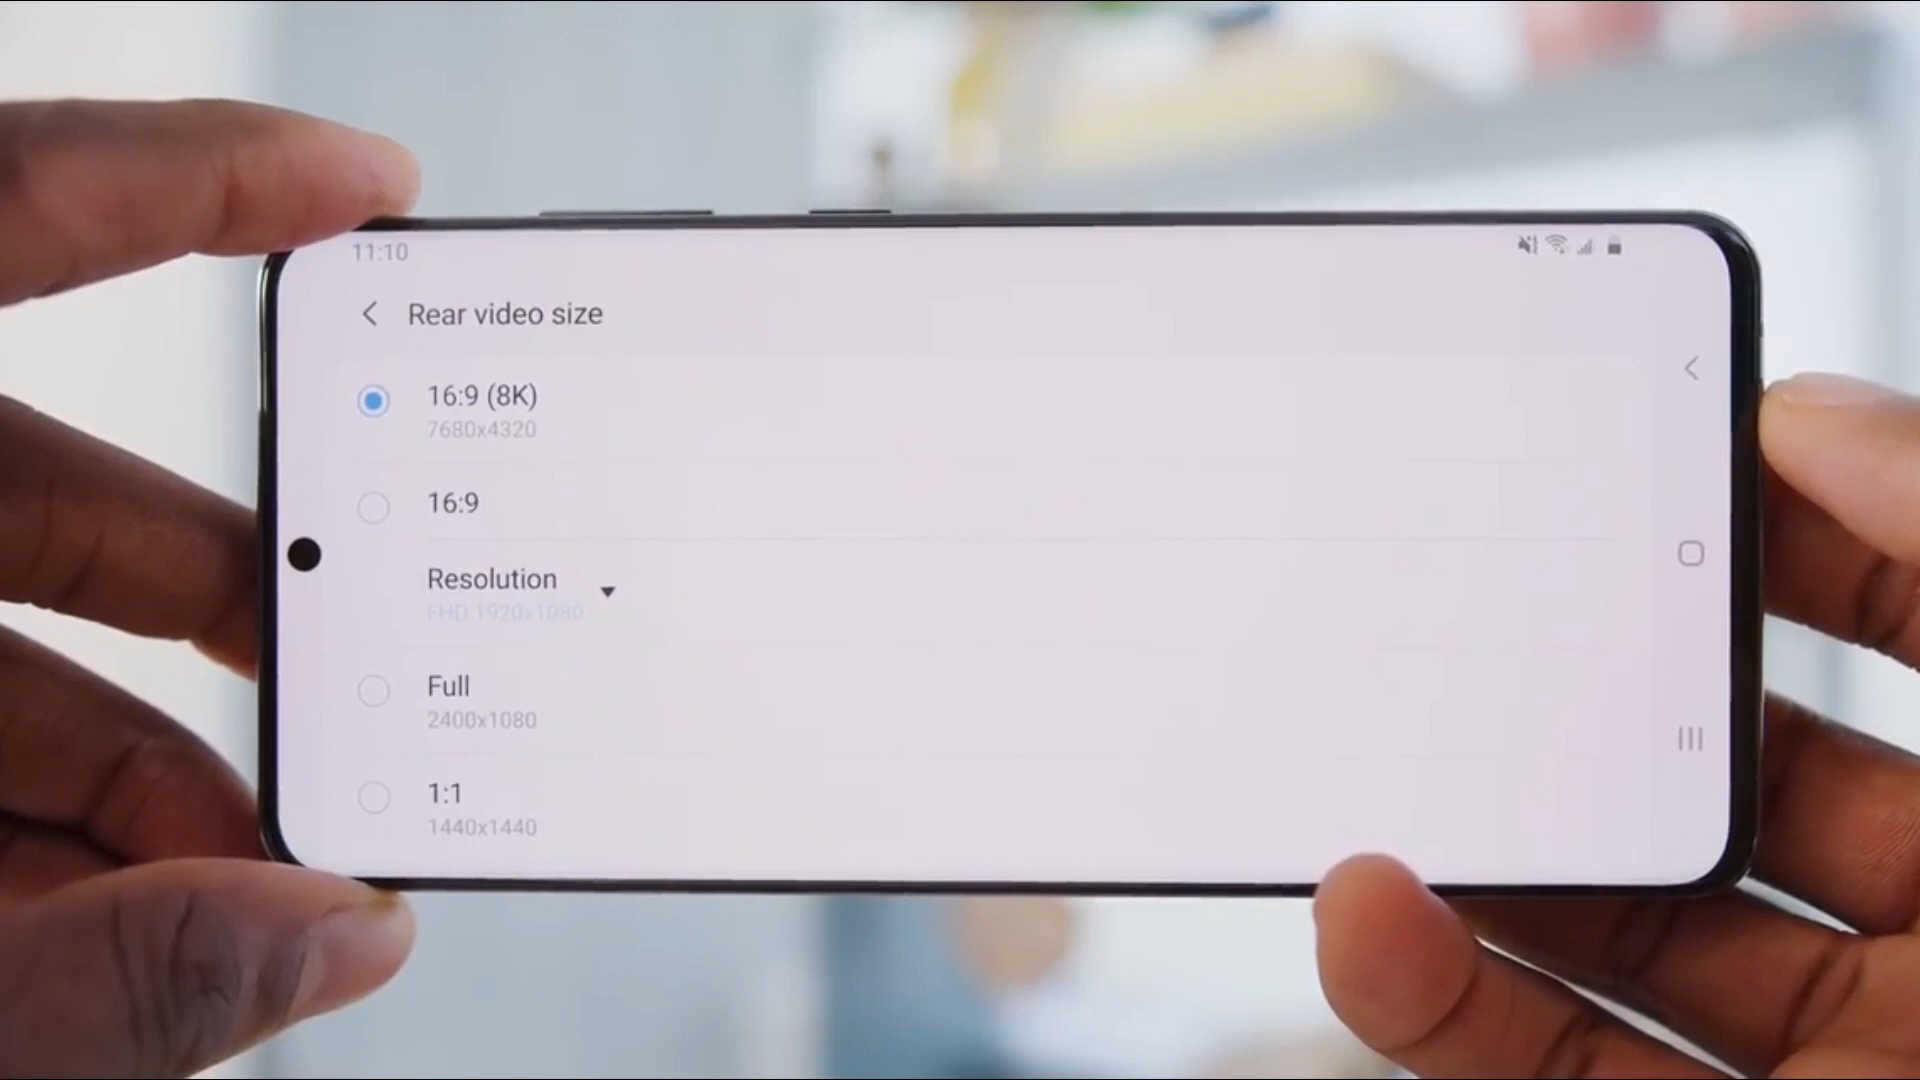 11:10
Rear video size
16:9 (8K)
7680x4320
16:9
Resolution
FHD 1920x1080
Full
2400x1080
1:1
1440x1440